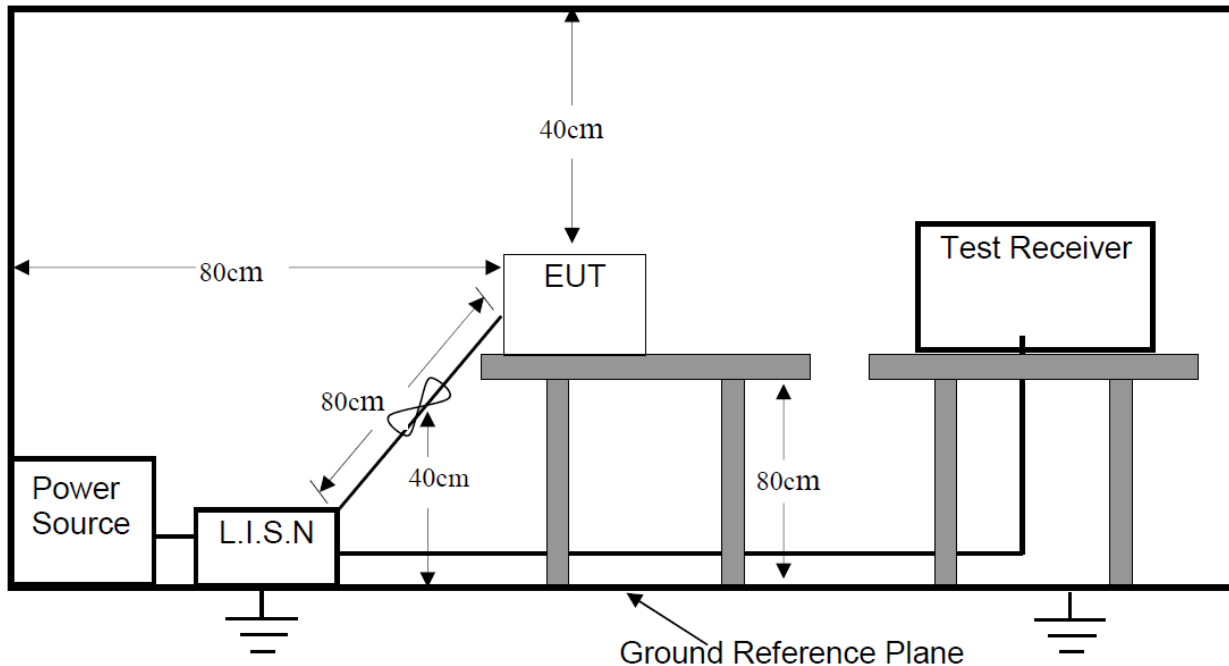 40cm
80cm
EUT
Test Receiver
80cm
40cm
80cm
Power
Source
L.I.S.N
Ground Reference Plane